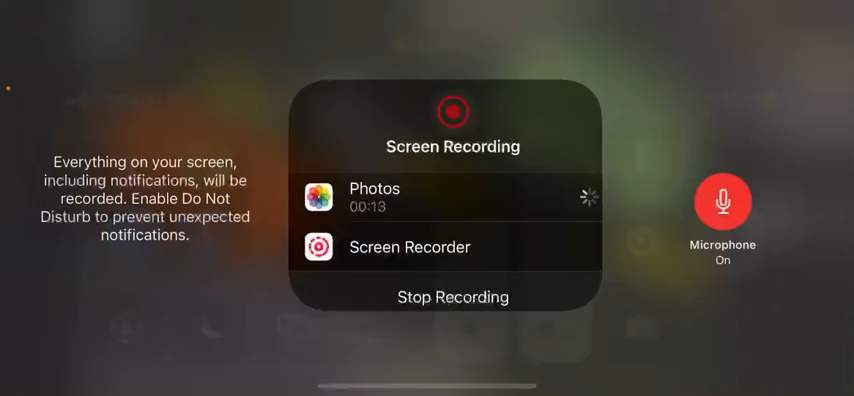 Everything on your screen,
including notifications, will be
recorded. Enable Do Not
Disturb to prevent unexpected
notifications.
Screen Recording
Photos
00:13
Screen Recorder
Stop Recording
Microphone
On